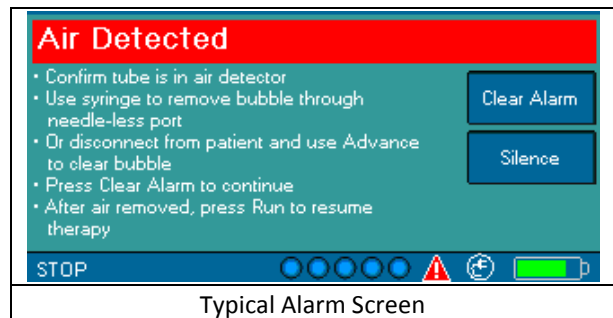 Air Detected
• Confirm tube is in air detector
• Use syringe to remove bubble through
needle-less port
• Or disconnect from patient and use Advance
to clear bubble
• Press Clear Alarm to continue
• After air removed, press Run to resume
therapy
Clear Alarm
Silence
STOP
Typical Alarm Screen